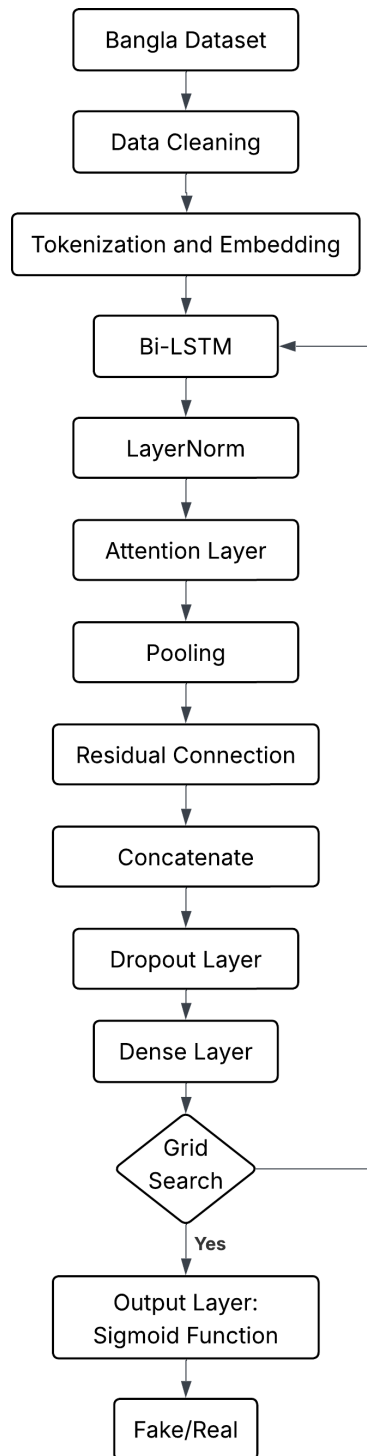 Bangla Dataset
Data Cleaning
Tokenization and Embedding
Bi-LSTM
LayerNorm
Attention Layer
Pooling
Residual Connection
Concatenate
Dropout Layer
Dense Layer
Grid
Search
Yes
Output Layer:
Sigmoid Function
Fake/Real